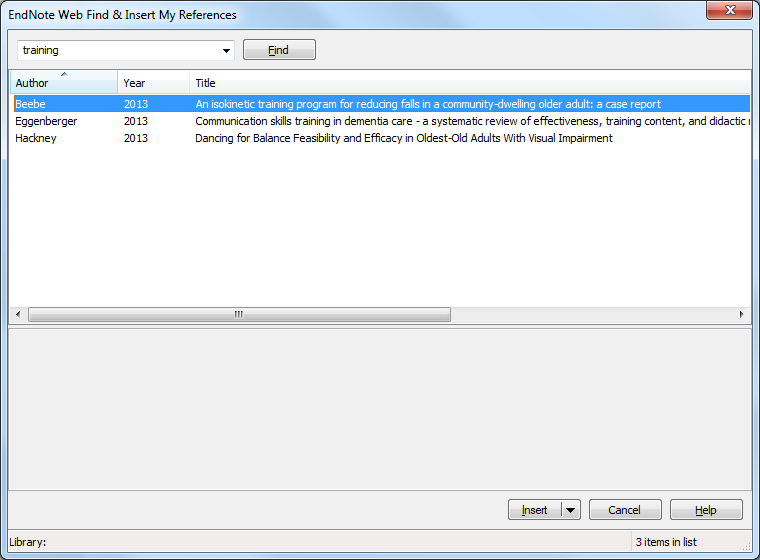 EndNote Web Find & Insert My References
training Find
Author Year Title
Beebe 2013 An isokinetic training program for reducing falls in a community-dwelling older adult: a case report
Eggenberger 2013 Communication skills training in dementia care - a systematic review of effectiveness, training content, and didactic
Hackney 2013 Dancing for Balance Feasibility and Efficacy in Oldest-Old Adults With Visual Impairment
Insert Cancel Help
Library: 3 items in list